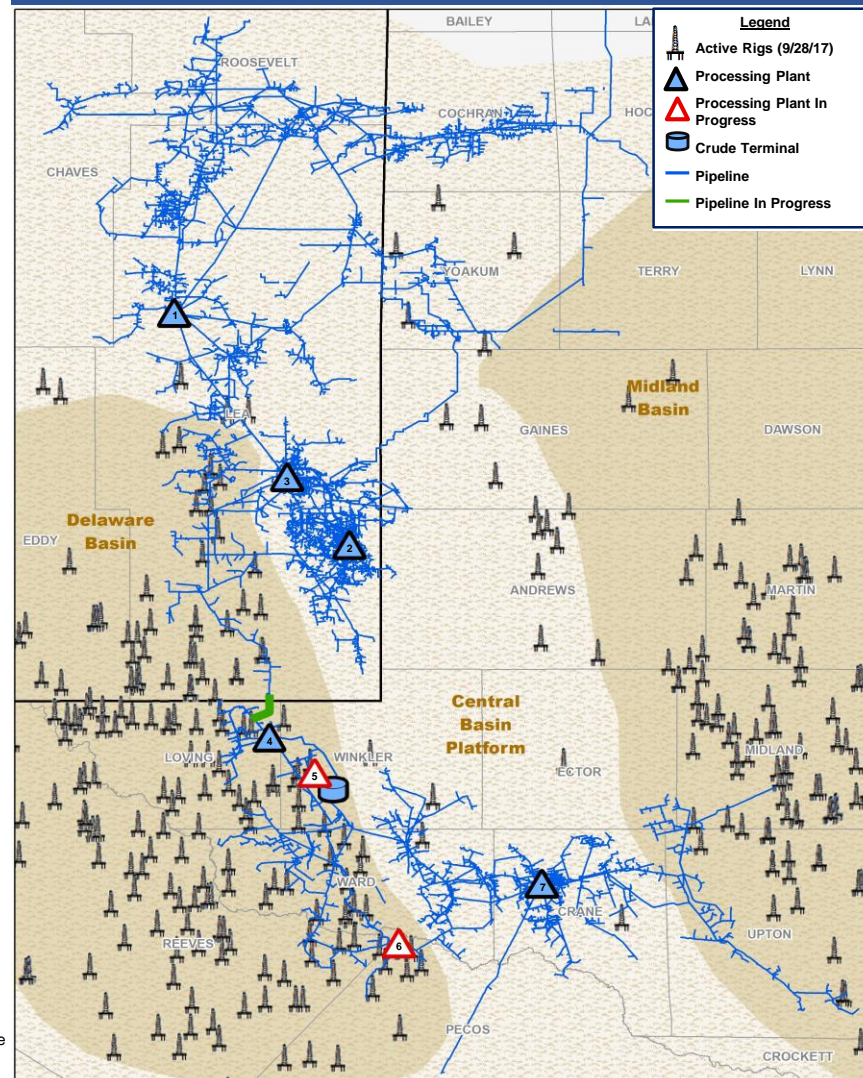 BAILEY
LA
Legend
Active Rigs (9/28/17)
Processing Plant
Processing Plant In
Progress
Crude Terminal
Pipeline
Pipeline In Progress
ROOSEVELT
COCHRAN
HOC
CHAVES
YOAKUM
TERRY
LYNN
1
Midland
Basin
LEA
GAINES
DAWSON
3
Delaware
Basin
EDDY
2
ANDREWS
MARTIN
Central
Basin
Platform
4
LOVING
WINKLER
MIDLAND
5
ECTOR
WARD
7
CRANE
REEVES
6
UPTON
PECOS
e
CROCKETT